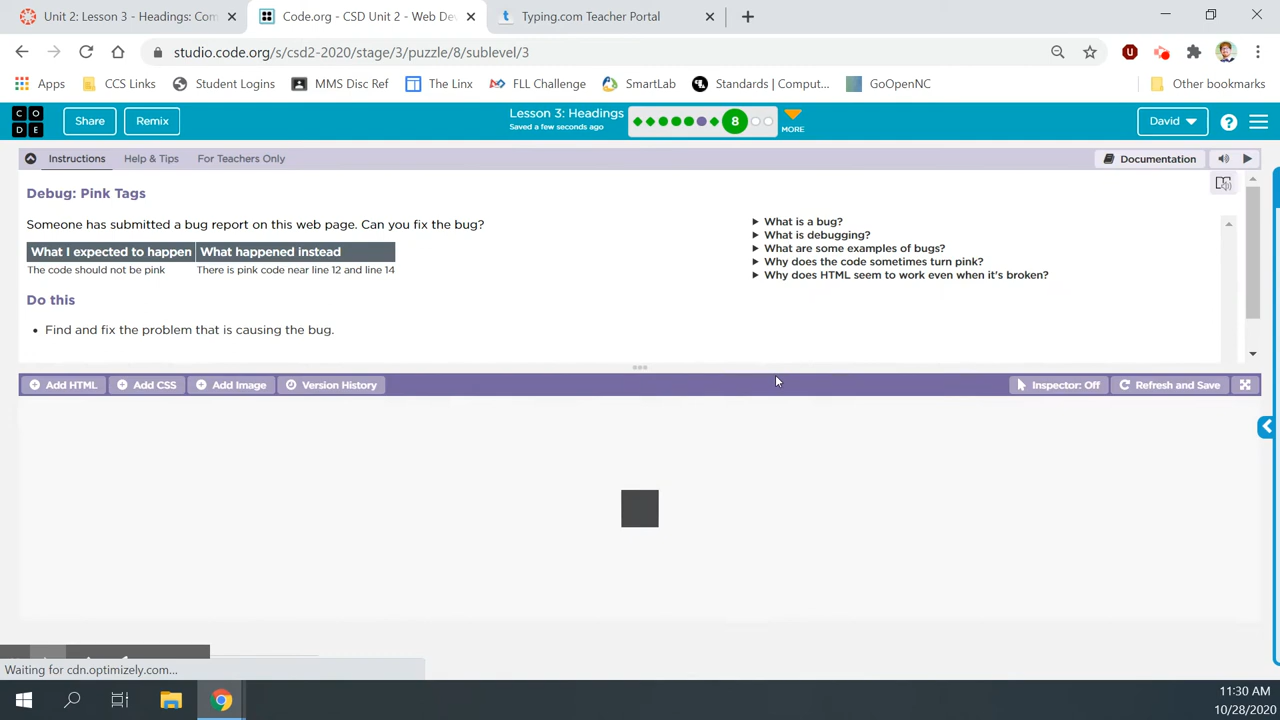 Unit 2: Lesson 3 - Headings: Com
Code.org - CSD Unit 2 - Web De
Typing.com Teacher Portal
studio.code.org/s/csd2-2020/stage/3/puzzle/8/sublevel/3
Apps
CCS Links
Student Logins
MMS Disc Ref
The Linx
FLL Challenge
SmartLab
Standards | Comput...
GoOpenNC
Other bookmarks
C O
D E
Share
Remix
Lesson 3: Headings
Saved a few seconds ago
8
MORE
David
Instructions
Help & Tips
For Teachers Only
Documentation
Debug: Pink Tags
Someone has submitted a bug report on this web page. Can you fix the bug?
What I expected to happen
What happened instead
The code should not be pink
There is pink code near line 12 and line 14
Do this
• Find and fix the problem that is causing the bug.
What is a bug?
What is debugging?
What are some examples of bugs?
Why does the code sometimes turn pink?
Why does HTML seem to work even when it's broken?
Add HTML
Add CSS
Add Image
Version History
Inspector: Off
Refresh and Save
Waiting for cdn.optimizely.com...
11:30 AM
10/28/2020